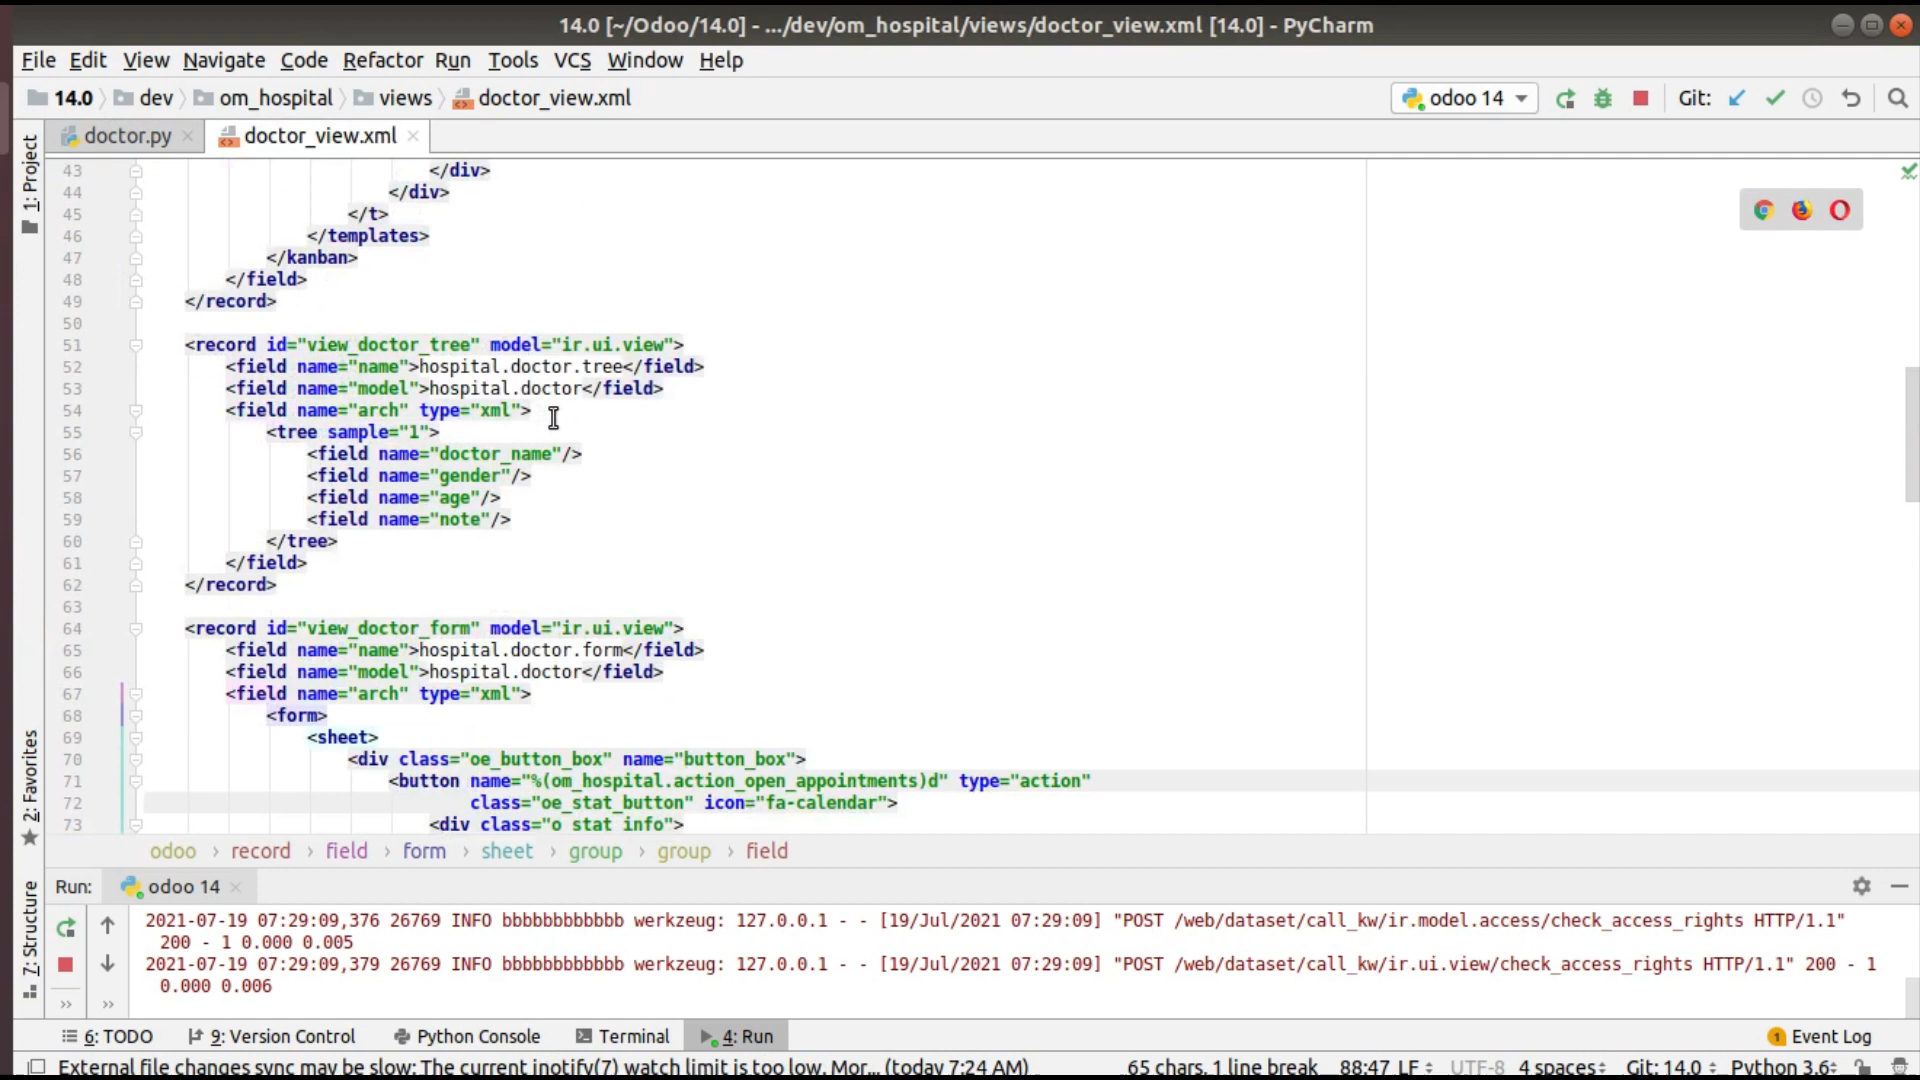 14.0 [~/Odoo/14.0] - .../dev/om_hospital/views/doctor_view.xml [14.0] - PyCharm
File Edit View Navigate Code Refactor Run Tools VCS Window Help
14.0 dev om_hospital views doctor_view.xml odoo 14 Git:
doctor.py doctor_view.xml
1: Project
2: Favorites
7: Structure
43 </div>
44 </div>
45 </t>
46 </templates>
47 </kanban>
48 </field>
49 </record>
50
51 <record id="view_doctor_tree" model="ir.ui.view">
52 <field name="name">hospital.doctor.tree</field>
53 <field name="model">hospital.doctor</field>
54 <field name="arch" type="xml">
55 <tree sample="1">
56 <field name="doctor_name"/>
57 <field name="gender"/>
58 <field name="age"/>
59 <field name="note"/>
60 </tree>
61 </field>
62 </record>
63
64 <record id="view_doctor_form" model="ir.ui.view">
65 <field name="name">hospital.doctor.form</field>
66 <field name="model">hospital.doctor</field>
67 <field name="arch" type="xml">
68 <form>
69 <sheet>
70 <div class="oe_button_box" name="button_box">
71 <button name="%(om_hospital.action_open_appointments)d" type="action"
72 class="oe_stat_button" icon="fa-calendar">
73 <div class="o_stat_info">
odoo › record › field › form › sheet › group › group › field
Run: odoo 14
2021-07-19 07:29:09,376 26769 INFO bbbbbbbbbbbb werkzeug: 127.0.0.1 - - [19/Jul/2021 07:29:09] "POST /web/dataset/call_kw/ir.model.access/check_access_rights HTTP/1.1"
200 - 1 0.000 0.005
2021-07-19 07:29:09,379 26769 INFO bbbbbbbbbbbb werkzeug: 127.0.0.1 - - [19/Jul/2021 07:29:09] "POST /web/dataset/call_kw/ir.ui.view/check_access_rights HTTP/1.1" 200 - 1
0.000 0.006
6: TODO 9: Version Control Python Console Terminal 4: Run 1 Event Log
External file changes sync may be slow: The current inotify(7) watch limit is too low. Mor... (today 7:24 AM) 65 chars, 1 line break 88:47 LF UTF-8 4 spaces Git: 14.0 Python 3.6